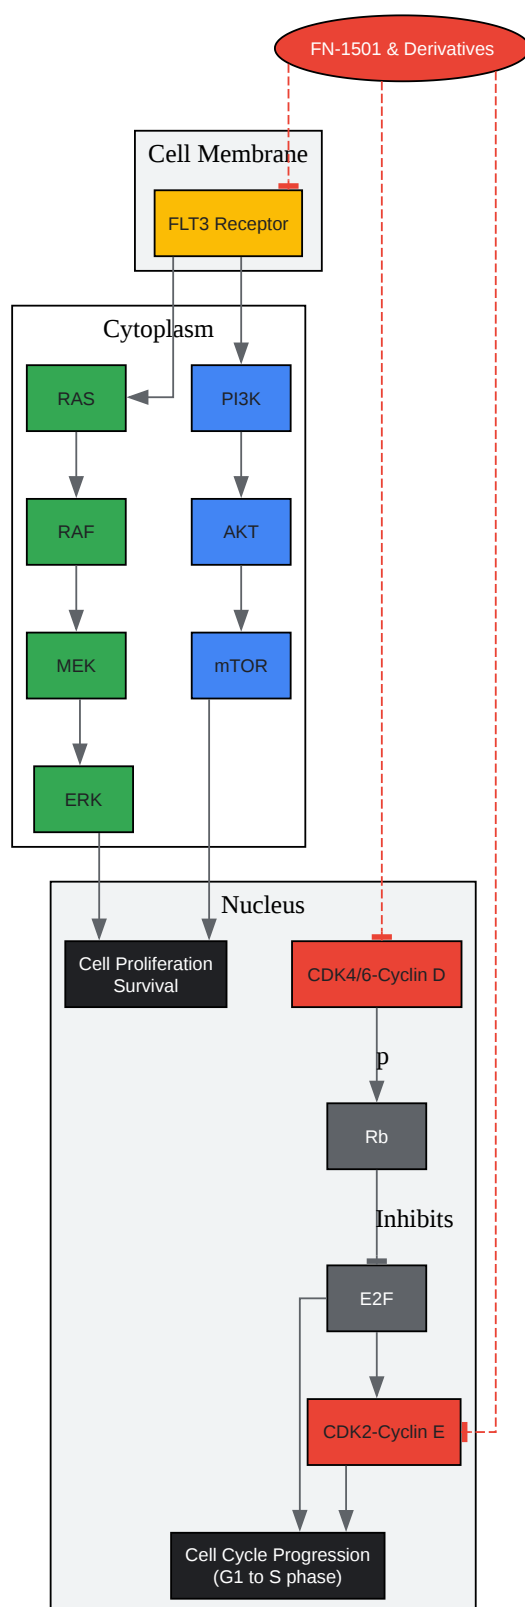 FN-1501 & Derivatives
Cell Membrane
FLT3 Receptor
Cytoplasm
RAS
PI3K
RAF
AKT
MEK
mTOR
ERK
Nucleus
Cell Proliferation
Survival
CDK4/6-Cyclin D
p
Rb
Inhibits
E2F
CDK2-Cyclin E
Cell Cycle Progression
(G1 to S phase)